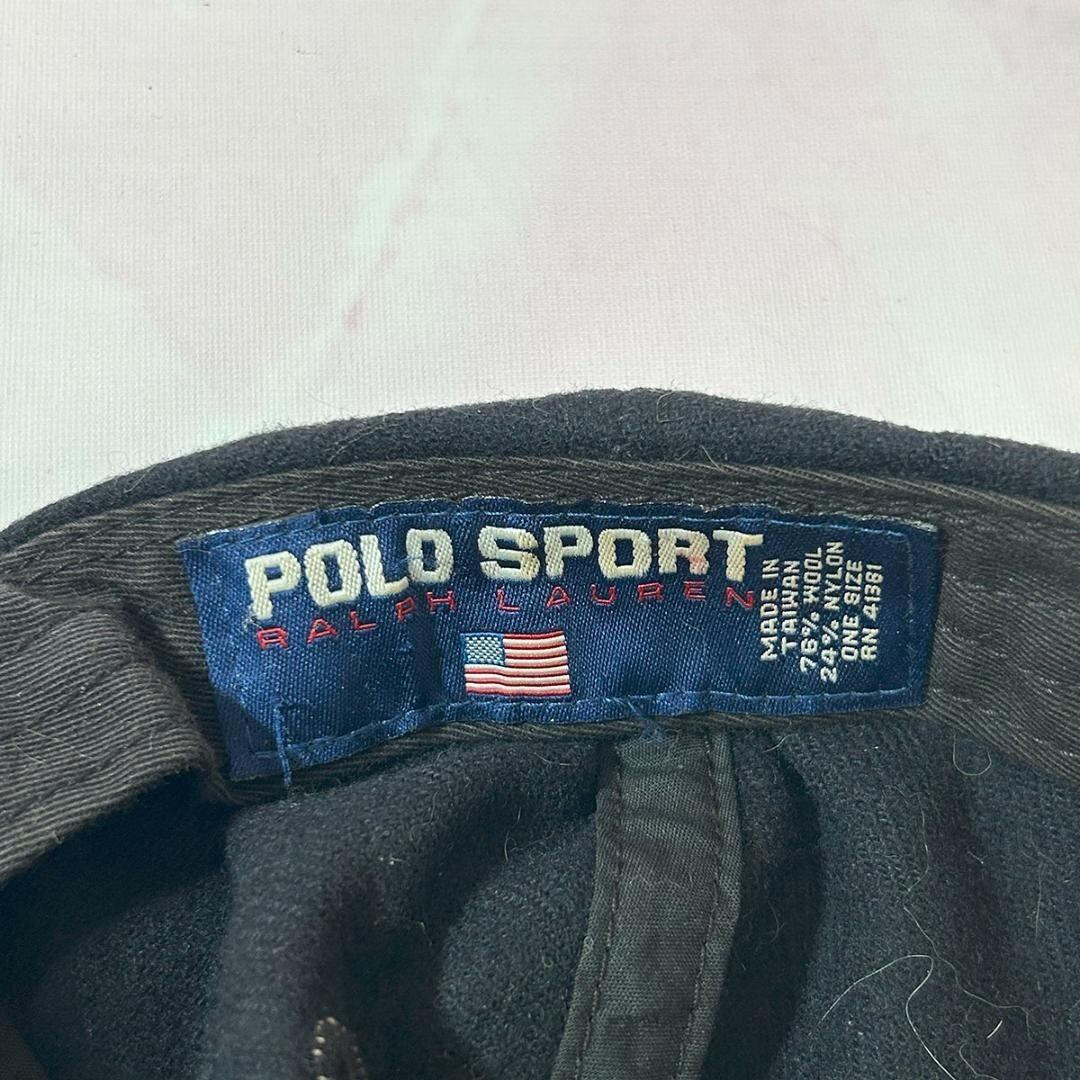 POLO SPORT
RALPH LAUREN
MADE IN
TAIWAN
76% WOOL
24% NYLON
ONE SIZE
RN 41381